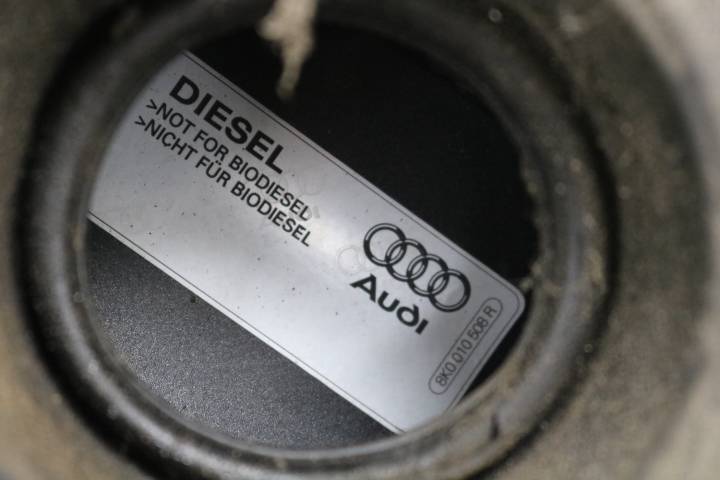 DIESEL
>NOT FOR BIODIESEL
>NICHT FÜR BIODIESEL
Audi
8K0 010 508 R